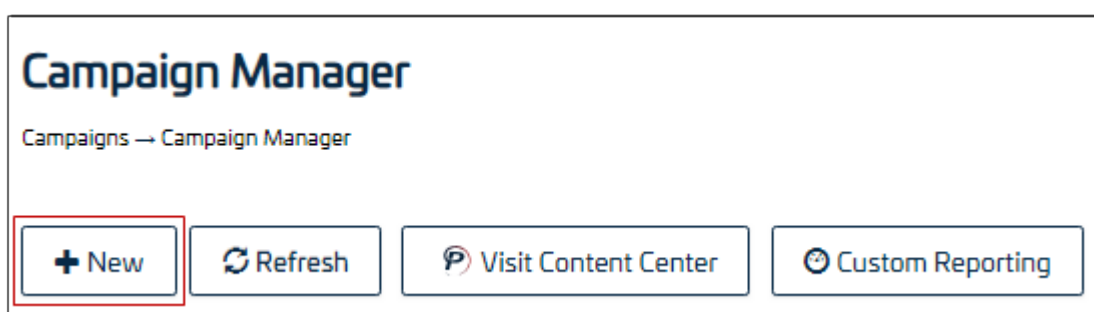 Campaign Manager
Campaigns → Campaign Manager
New Refresh Visit Content Center Custom Reporting